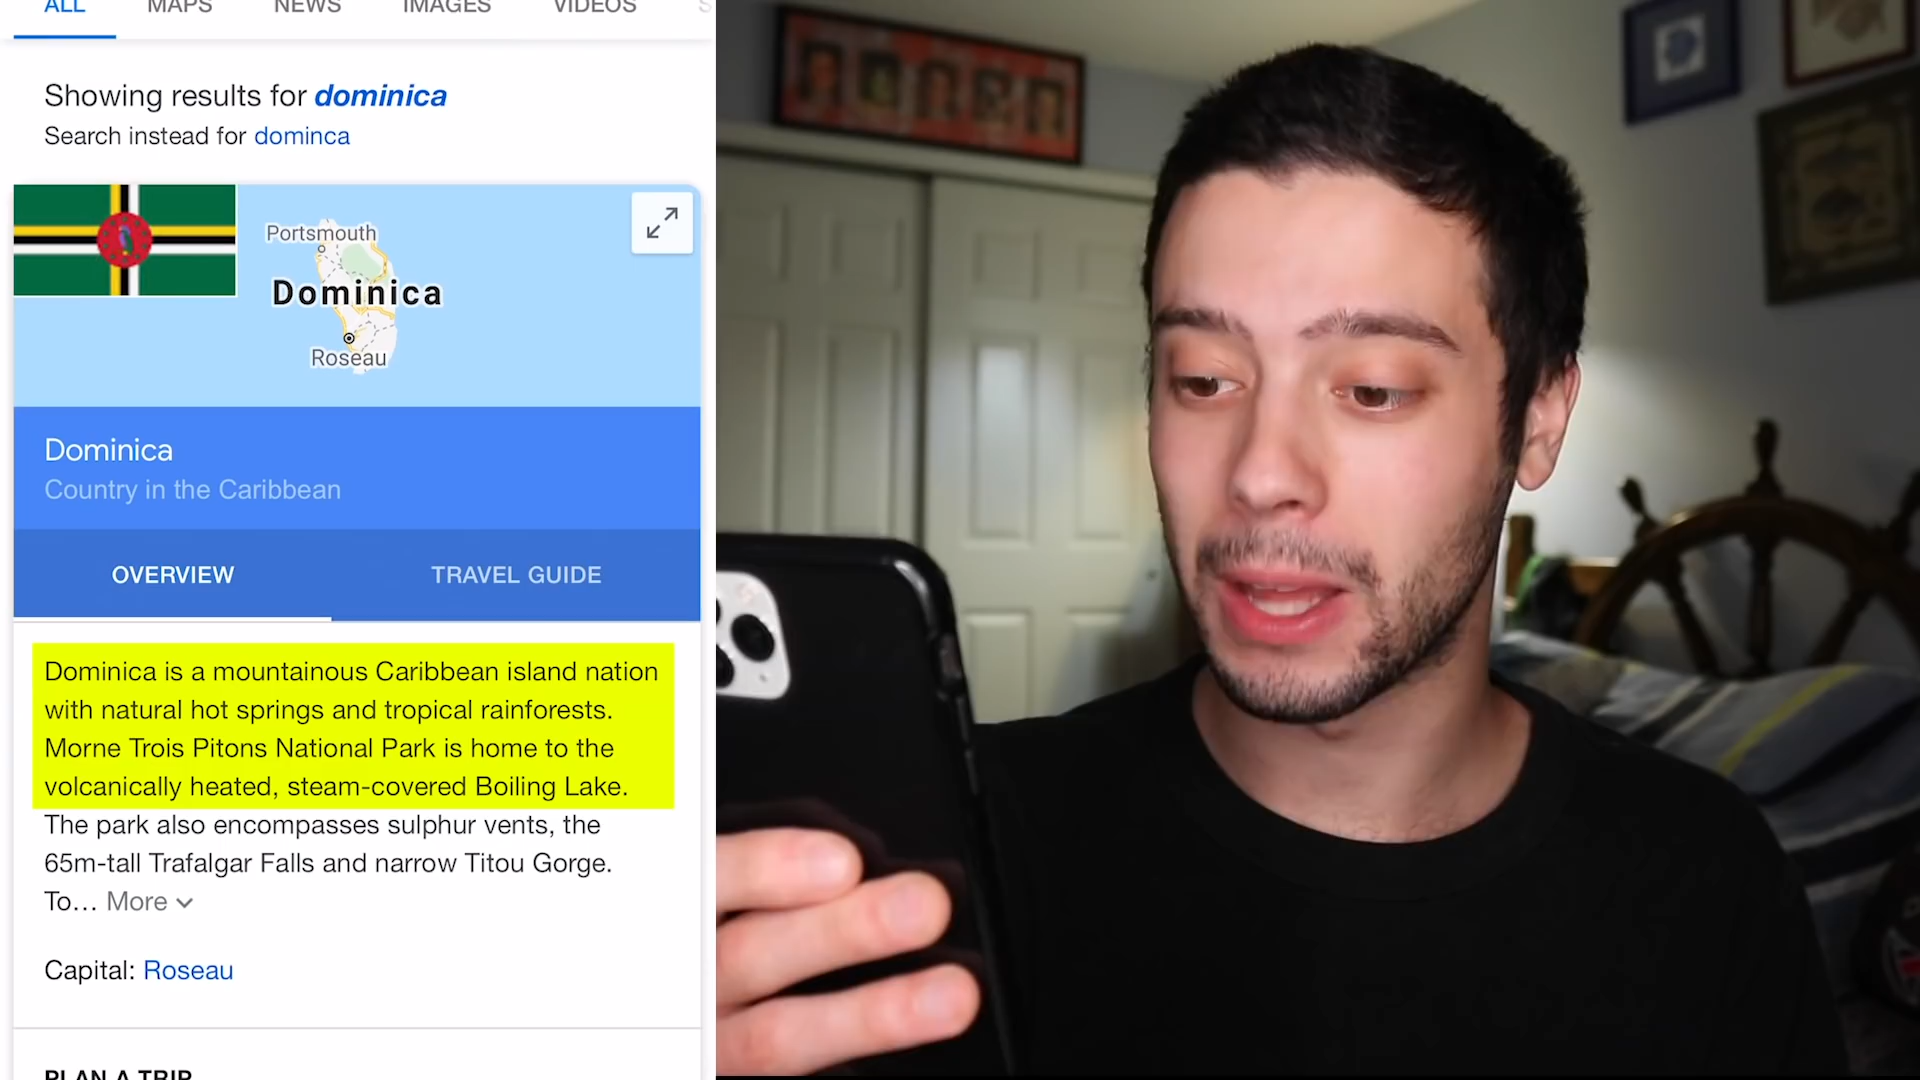 ALL MAPS NEWS IMAGES VIDEOS
Showing results for dominica
Search instead for dominca
Portsmouth
Dominica
Roseau
Dominica
Country in the Caribbean
OVERVIEW TRAVEL GUIDE
Dominica is a mountainous Caribbean island nation
with natural hot springs and tropical rainforests.
Morne Trois Pitons National Park is home to the
volcanically heated, steam-covered Boiling Lake.
The park also encompasses sulphur vents, the
65m-tall Trafalgar Falls and narrow Titou Gorge.
To... More
Capital: Roseau
PLAN A TRIP